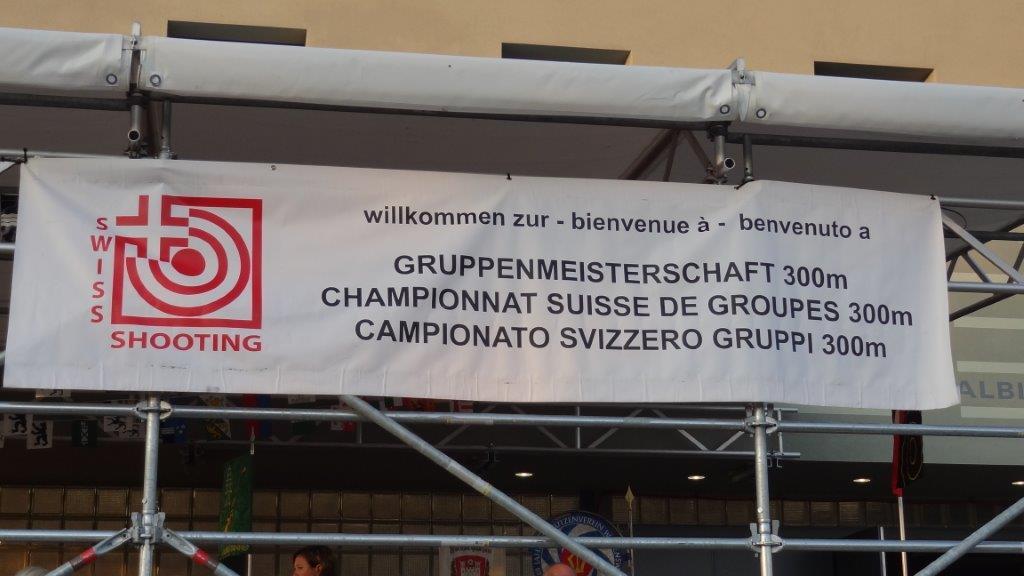 SWISS
SHOOTING
willkommen zur - bienvenue à - benvenuto a
GRUPPENMEISTERSCHAFT 300m
CHAMPIONNAT SUISSE DE GROUPES 300m
CAMPIONATO SVIZZERO GRUPPI 300m